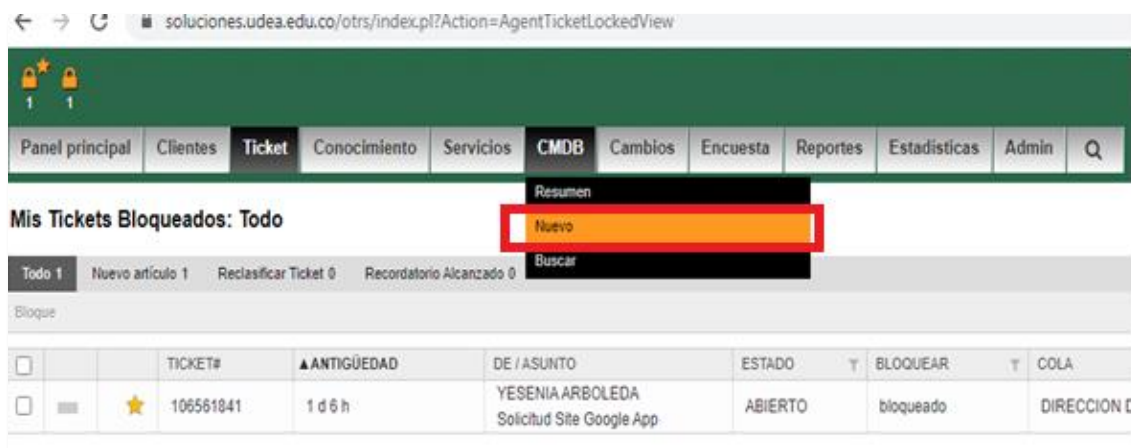 soluciones.udea.edu.co/otrs/index.pl?Action=AgentTicketLockedView
1 1
Panel principal Clientes Ticket Conocimiento Servicios CMDB Cambios Encuesta Reportes Estadísticas Admin
Resumen
Mis Tickets Bloqueados: Todo
Nuevo
Buscar
Todo 1 Nuevo artículo 1 Reclasificar Ticket 0 Recordatorio Alcanzado 0
Bloque
TICKET# ▲ANTIGÜEDAD DE / ASUNTO ESTADO BLOQUEAR COLA
106561841 1 d 6 h YESENIA ARBOLEDA ABIERTO bloqueado DIRECCION D
Solicitud Site Google App